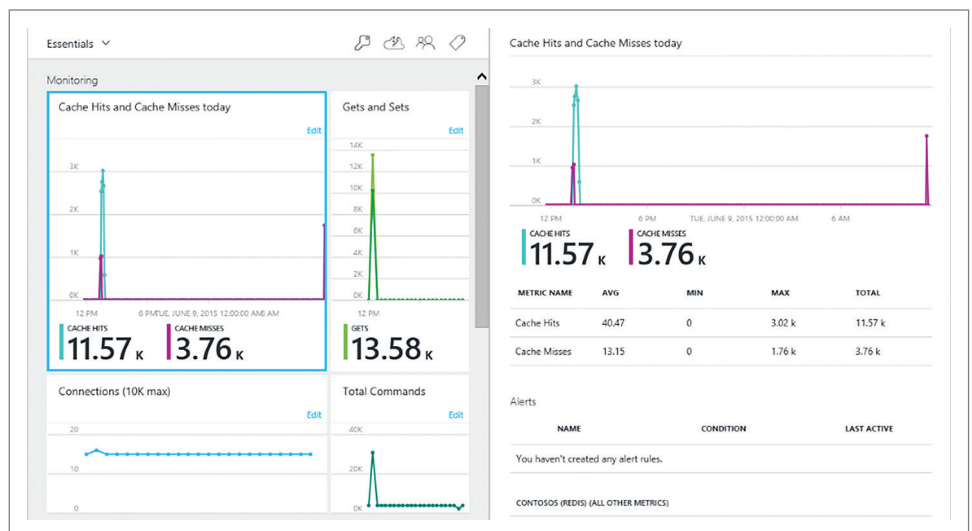 Essentials
Monitoring
Cache Hits and Cache Misses today
Edit
3K
2K
1K
0K
12 PM 6 PMTUE, JUNE 9, 2015 12:00:00 AM6 AM
CACHE HITS
11.57 K
CACHE MISSES
3.76 K
Gets and Sets
Edit
14K
12K
10K
8K
6K
4K
2K
0K
12 PM
GETS
13.58 K
Connections (10K max)
Edit
20
10
0
Total Commands
Edit
40K
20K
0K
Cache Hits and Cache Misses today
3K
2K
1K
0K
12 PM 6 PM TUE, JUNE 9, 2015 12:00:00 AM 6 AM
CACHE HITS
11.57 K
CACHE MISSES
3.76 K
METRIC NAME AVG MIN MAX TOTAL
Cache Hits 40.47 0 3.02 k 11.57 k
Cache Misses 13.15 0 1.76 k 3.76 k
Alerts
NAME CONDITION LAST ACTIVE
You haven't created any alert rules.
CONTOSO5 (REDIS) (ALL OTHER METRICS)